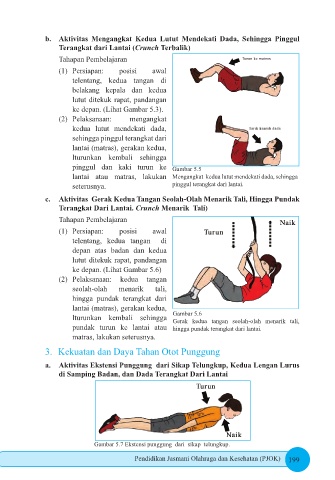 b. Aktivitas Mengangkat Kedua Lutut Mendekati Dada, Sehingga Pinggul
Terangkat dari Lantai (Crunch Terbalik)
Tahapan Pembelajaran
(1) Persiapan: posisi awal
telentang, kedua tangan di
belakang kepala dan kedua
lutut ditekuk rapat, pandangan
ke depan. (Lihat Gambar 5.3).
(2) Pelaksanaan: mengangkat
kedua lutut mendekati dada,
sehingga pinggul terangkat dari
lantai (matras), gerakan kedua,
lturunkan kembali sehingga
pinggul dan kaki turun ke
lantai atau matras, lakukan
seterusnya.
Turun ke matras
Tarik kearah dada
Gambar 5.5
Mengangkat kedua lutut mendekati dada, sehingga
pinggul terangkat dari lantai.
c. Aktivitas Gerak Kedua Tangan Seolah-Olah Menarik Tali, Hingga Pundak
Terangkat Dari Lantai. Crunch Menarik Tali)
Tahapan Pembelajaran
(1) Persiapan: posisi awal
telentang, kedua tangan di
depan atas badan dan kedua
lutut ditekuk rapat, pandangan
ke depan. (Lihat Gambar 5.6)
(2) Pelaksanaan: kedua tangan
seolah-olah menarik tali,
hingga pundak terangkat dari
lantai (matras), gerakan kedua,
lturunkan kembali sehingga
pundak turun ke lantai atau
matras, lakukan seterusnya.
Naik
Turun
Gambar 5.6
Gerak kedua tangan seolah-olah menarik tali,
hingga pundak terangkat dari lantai
3. Kekuatan dan Daya Tahan Otot Punggung
a. Aktivitas Ekstensi Punggung dari Sikap Telungkup, Kedua Lengan Lurus
di Samping Badan, dan Dada Terangkat Dari Lantai
Turun
Naik
Gambar 5.7 Ekstensi punggung dari sikap telungkup.
Pendidikan Jasmani Olahraga dan Kesehatan (PJOK) 199